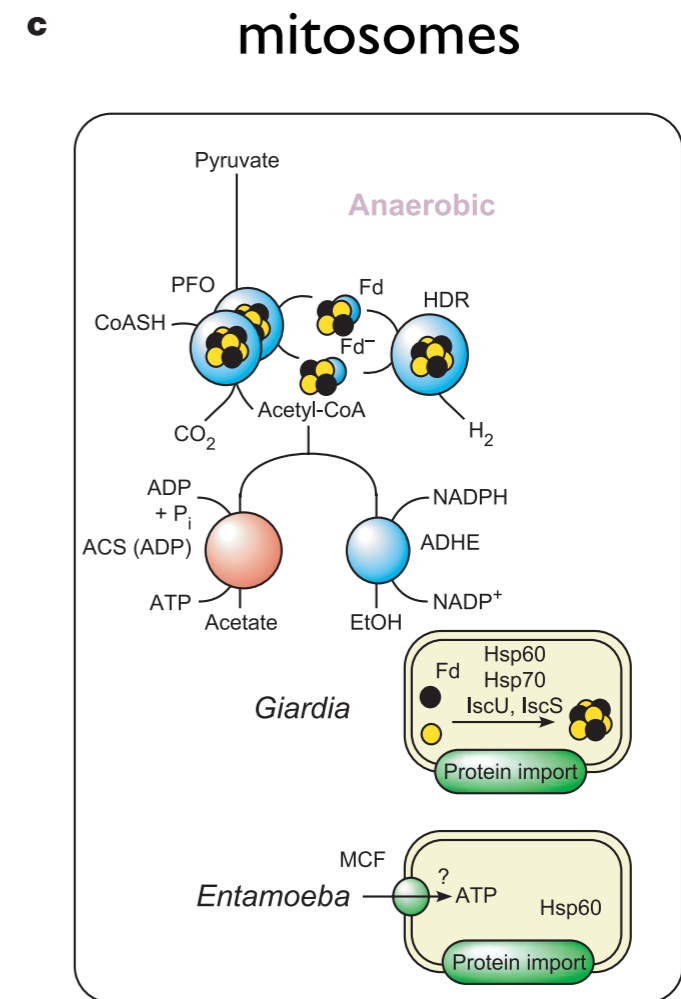 c
mitosomes
Pyruvate
Anaerobic
PFO
Fd
HDR
CoASH
Fd⁻
Acetyl-CoA
CO₂
H₂
ADP
+ Pᵢ
NADPH
ACS (ADP)
ADHE
ATP
NADP⁺
Acetate
EtOH
Giardia
Fd
Hsp60
Hsp70
IscU, IscS
Protein import
Entamoeba
MCF
?
ATP
Hsp60
Protein import